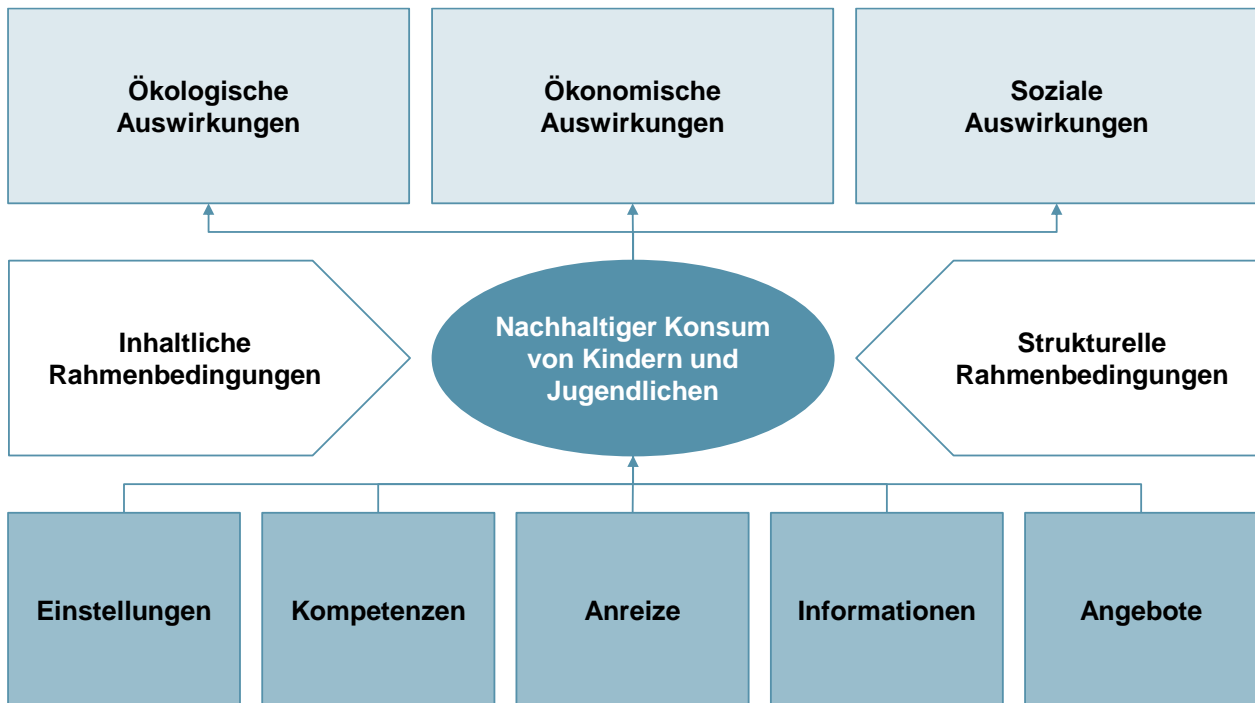 Ökologische
Auswirkungen
Ökonomische
Auswirkungen
Soziale
Auswirkungen
Inhaltliche
Rahmenbedingungen
Nachhaltiger Konsum
von Kindern und
Jugendlichen
Strukturelle
Rahmenbedingungen
Einstellungen
Kompetenzen
Anreize
Informationen
Angebote